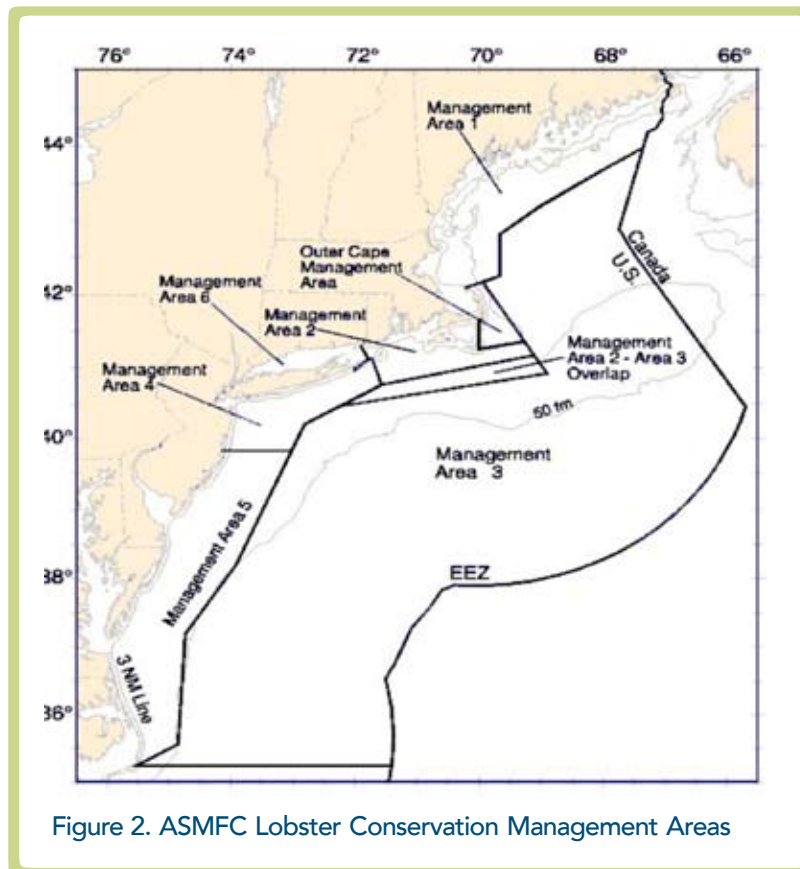 76°
74°
72°
70°
68°
66°
Management
Area 1
44°
Outer Cape
Management
Area
Canada
U.S.
Management
Area 6
42°
Management
Area 2
Management
Area 2 - Area 3
Overlap
Management
Area 4
50 fm
40°
Management
Area 3
Management Area 5
EEZ
38°
3 NM Line
36°
Figure 2. ASMFC Lobster Conservation Management Areas